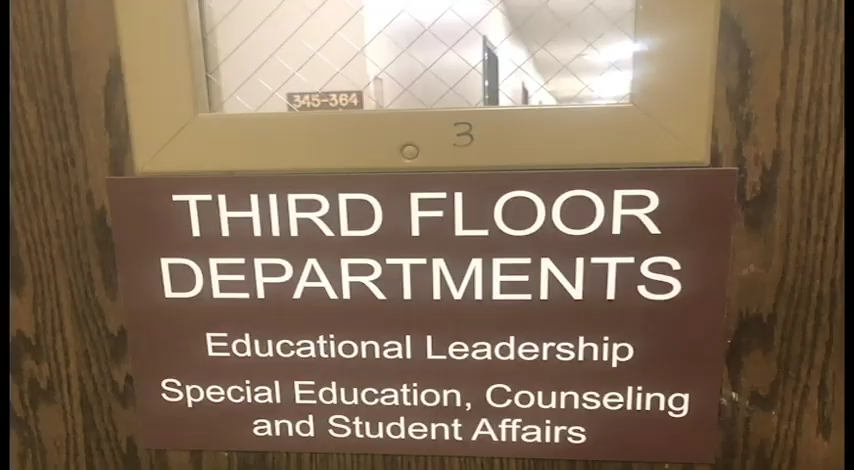 345-364
3
THIRD FLOOR
DEPARTMENTS
Educational Leadership
Special Education, Counseling
and Student Affairs